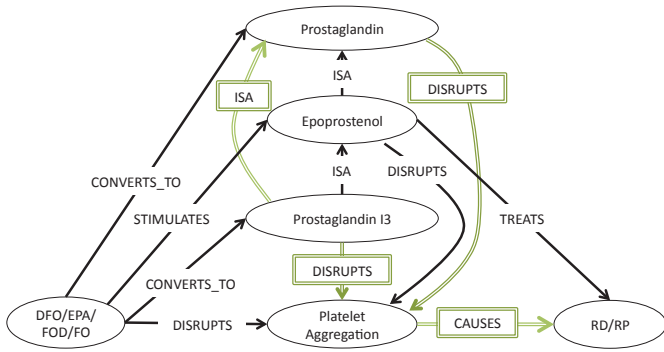 Prostaglandin
ISA
ISA
DISRUPTS
Epoprostenol
CONVERTS_TO
ISA
DISRUPTS
STIMULATES
Prostaglandin I3
TREATS
CONVERTS_TO
DISRUPTS
DFO/EPA/
FOD/FO
DISRUPTS
Platelet
Aggregation
CAUSES
RD/RP